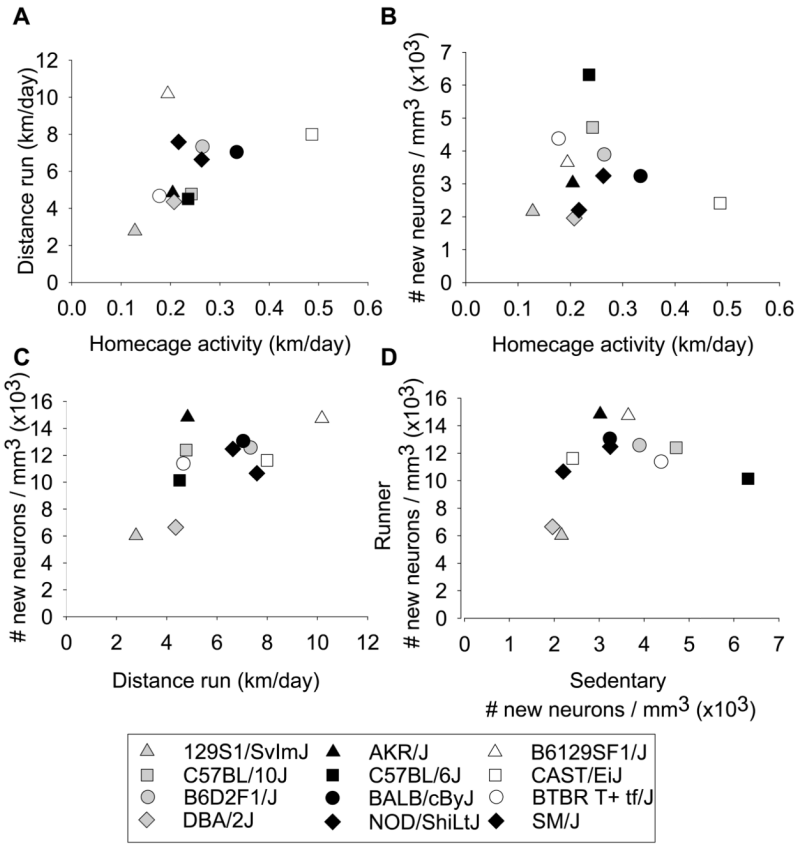 A
Distance run (km/day)
12
10
8
6
4
2
0
0.0 0.1 0.2 0.3 0.4 0.5 0.6
Homecage activity (km/day)
B
# new neurons / mm³ (x10³)
7
6
5
4
3
2
1
0
0.0 0.1 0.2 0.3 0.4 0.5 0.6
Homecage activity (km/day)
C
# new neurons / mm³ (x10³)
16
14
12
10
8
6
4
2
0
0 2 4 6 8 10 12
Distance run (km/day)
D
Runner
# new neurons / mm³ (x10³)
16
14
12
10
8
6
4
2
0
0 1 2 3 4 5 6 7
Sedentary
# new neurons / mm³ (x10³)
129S1/SvImJ AKR/J B6129SF1/J
C57BL/10J C57BL/6J CAST/EiJ
B6D2F1/J BALB/cByJ BTBR T+ tf/J
DBA/2J NOD/ShiLtJ SM/J